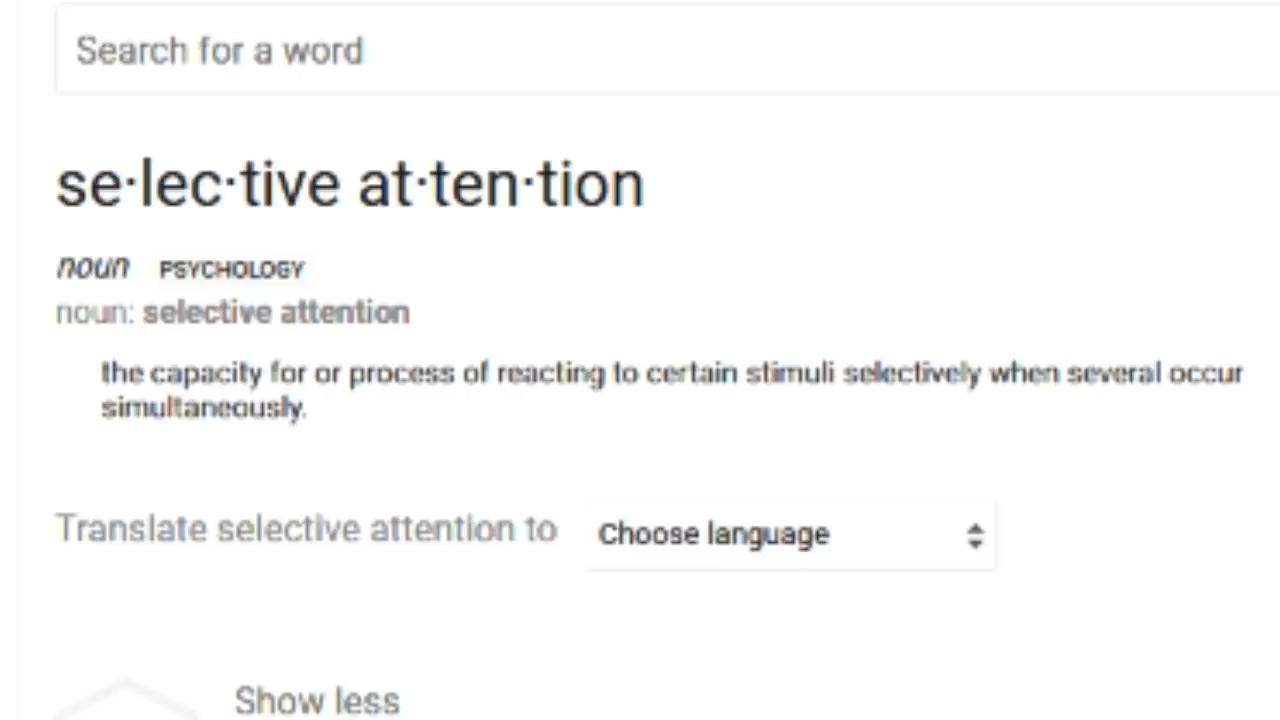 Search for a word
se·lec·tive at·ten·tion
noun PSYCHOLOGY
noun: selective attention
the capacity for or process of reacting to certain stimuli selectively when several occur
simultaneously.
Translate selective attention to Choose language
Show less